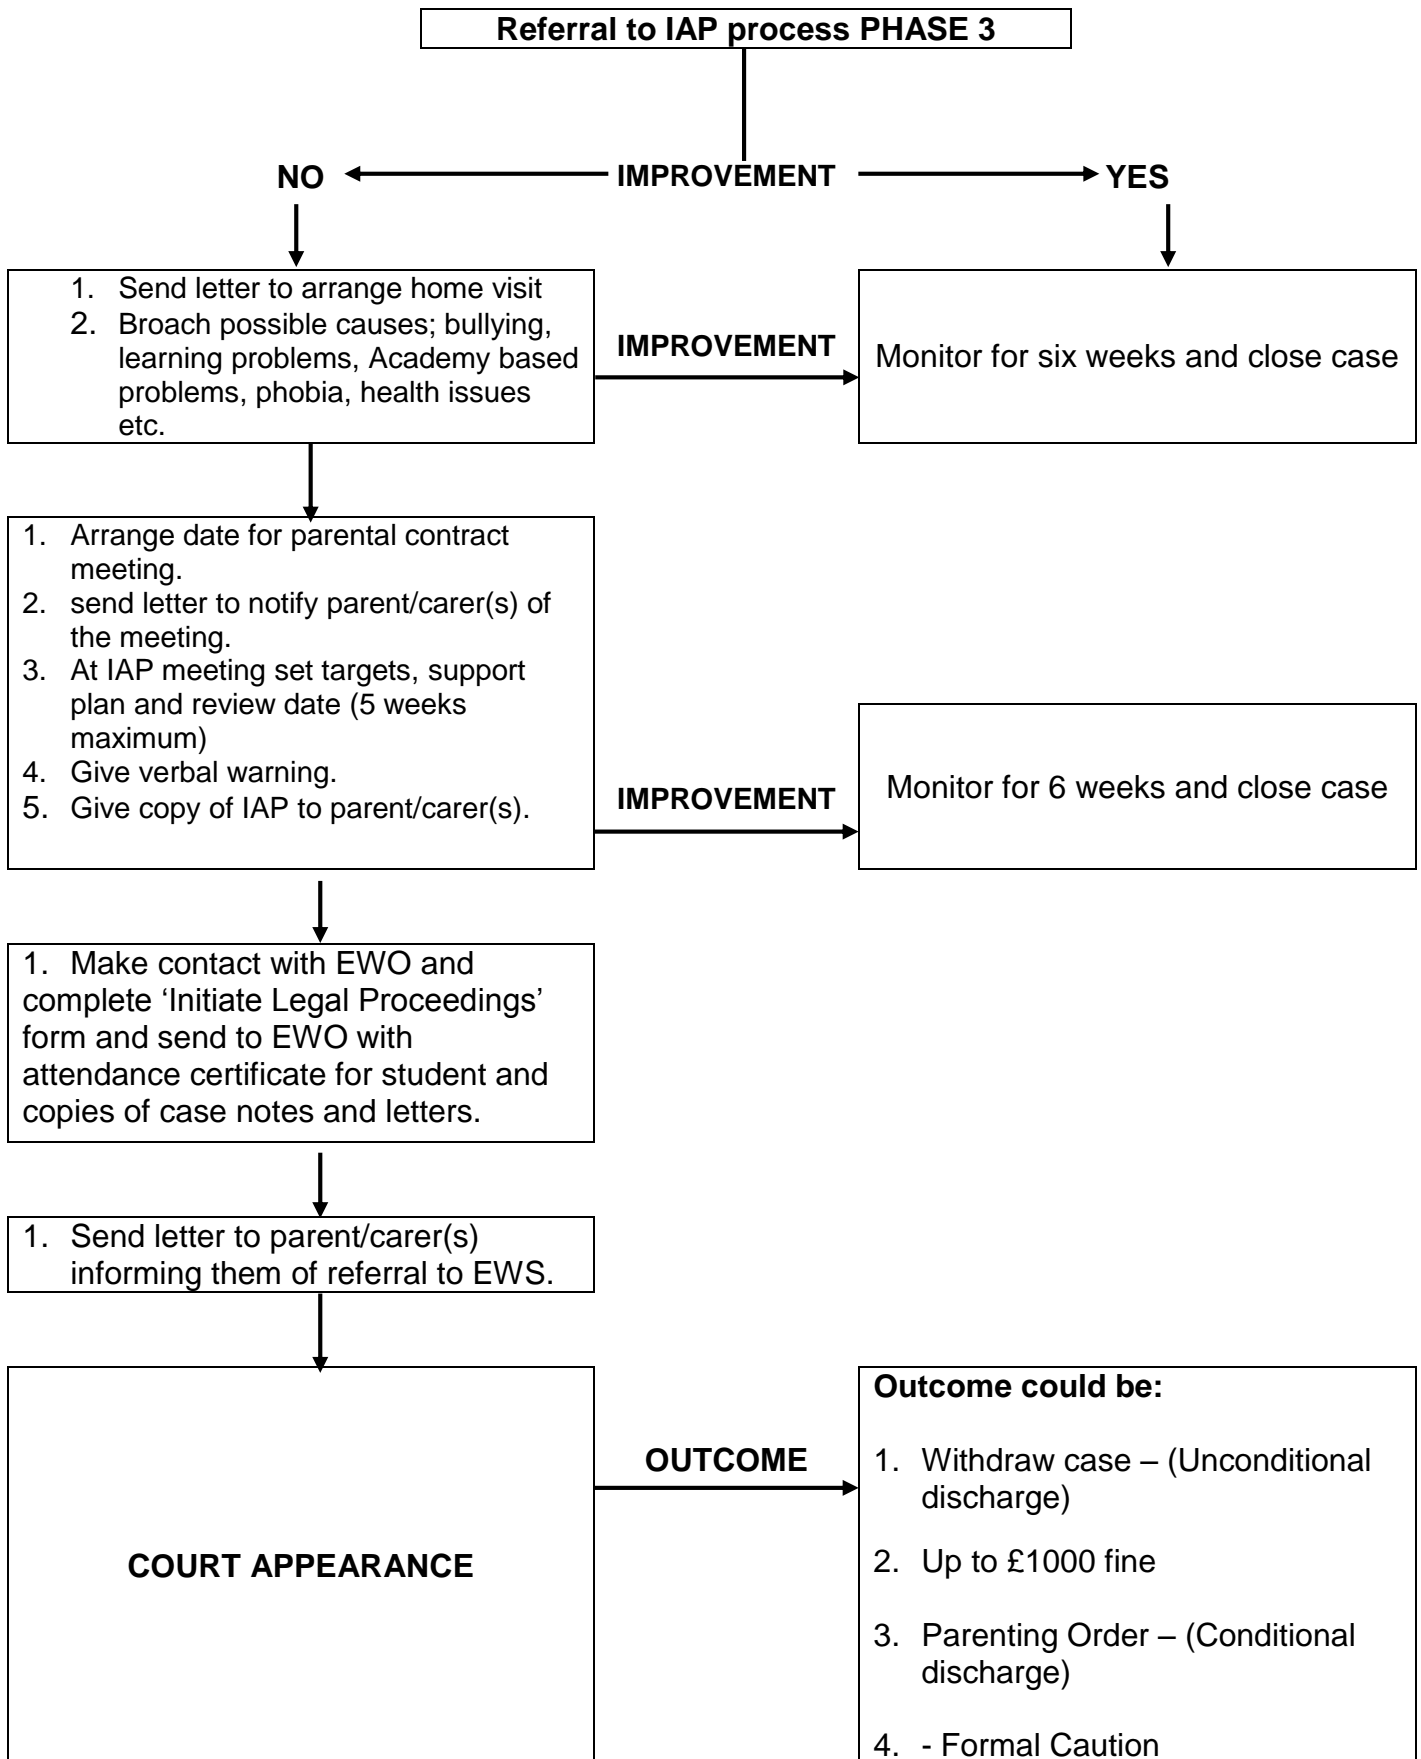 Referral to IAP process PHASE 3
NO
IMPROVEMENT
YES
1. Send letter to arrange home visit
2. Broach possible causes; bullying,
learning problems, Academy based
problems, phobia, health issues
etc.
IMPROVEMENT
Monitor for six weeks and close case
1. Arrange date for parental contract
meeting.
2. send letter to notify parent/carer(s) of
the meeting.
3. At IAP meeting set targets, support
plan and review date (5 weeks
maximum)
4. Give verbal warning.
5. Give copy of IAP to parent/carer(s).
IMPROVEMENT
Monitor for 6 weeks and close case
1. Make contact with EWO and
complete ‘Initiate Legal Proceedings’
form and send to EWO with
attendance certificate for student and
copies of case notes and letters.
1. Send letter to parent/carer(s)
informing them of referral to EWS.
COURT APPEARANCE
OUTCOME
Outcome could be:
1. Withdraw case – (Unconditional
discharge)
2. Up to £1000 fine
3. Parenting Order – (Conditional
discharge)
4. - Formal Caution